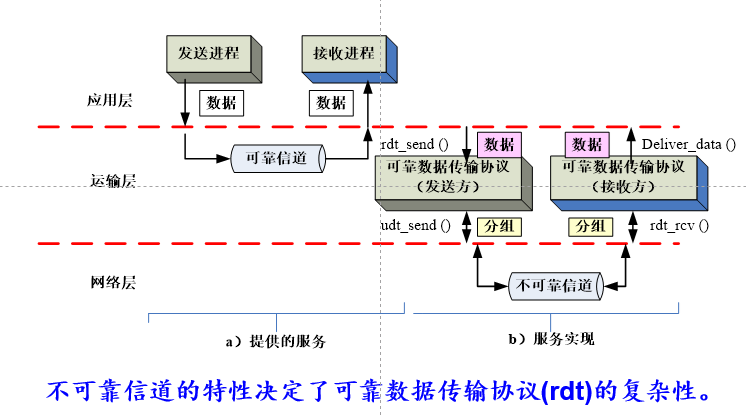 发送进程
接收进程
应用层
数据
数据
rdt_send ()
数据
数据
Deliver_data ()
可靠信道
运输层
可靠数据传输协议
（发送方）
可靠数据传输协议
（接收方）
udt_send ()
分组
分组
rdt_rcv ()
网络层
不可靠信道
a）提供的服务
b）服务实现
不可靠信道的特性决定了可靠数据传输协议(rdt)的复杂性。